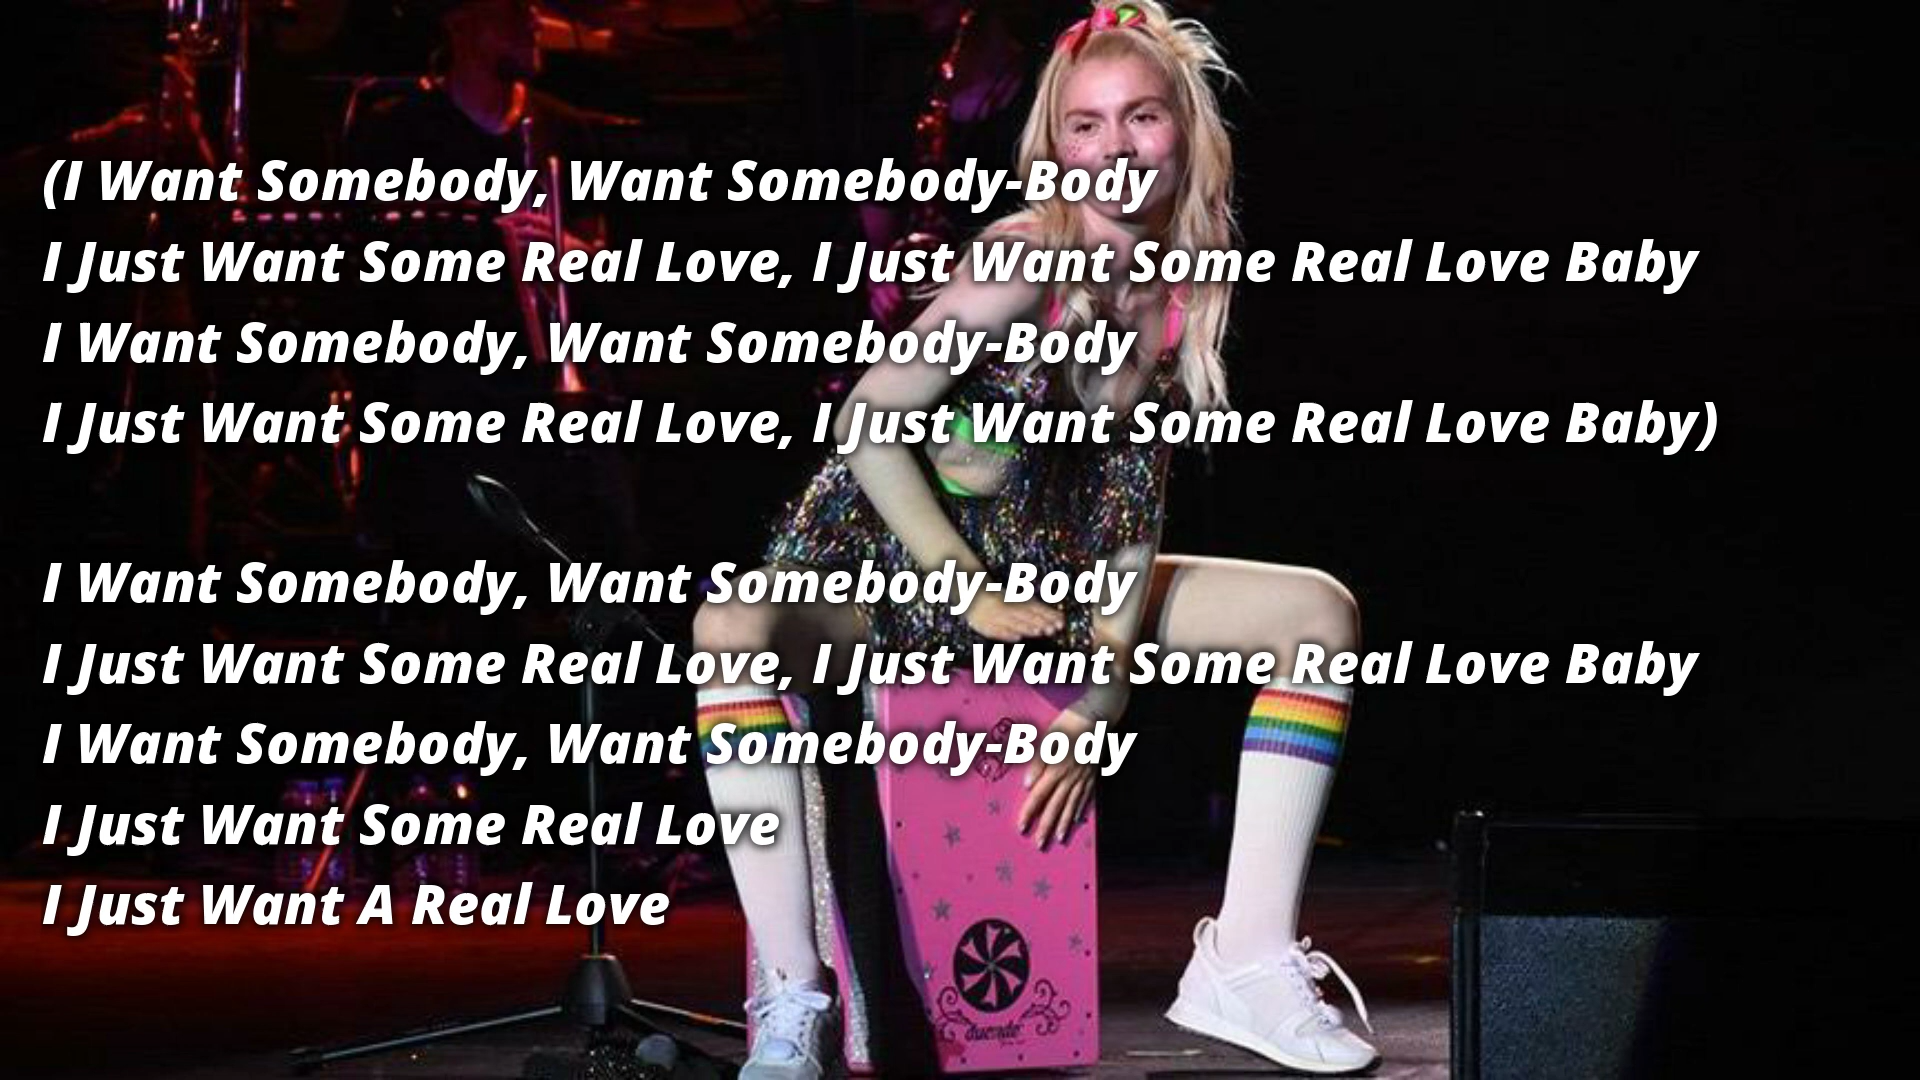 (I Want Somebody, Want Somebody-Body
I Just Want Some Real Love, I Just Want Some Real Love Baby
I Want Somebody, Want Somebody-Body
I Just Want Some Real Love, I Just Want Some Real Love Baby)
I Want Somebody, Want Somebody-Body
I Just Want Some Real Love, I Just Want Some Real Love Baby
I Want Somebody, Want Somebody-Body
I Just Want Some Real Love
I Just Want A Real Love
duende